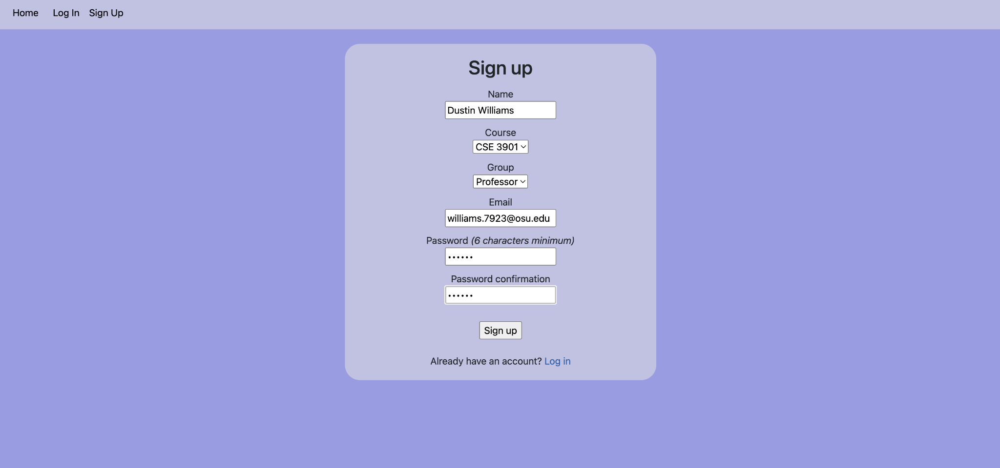 Home Log In Sign Up
Sign up
Name
Dustin Williams
Course
CSE 3901
Group
Professor
Email
williams.7923@osu.edu
Password (6 characters minimum)
••••••
Password confirmation
••••••
Sign up
Already have an account? Log in